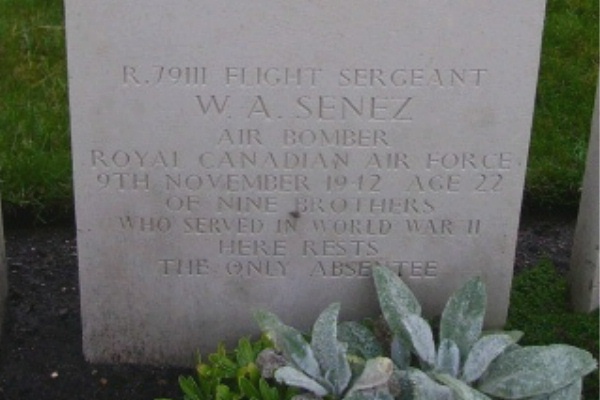 R.79111 FLIGHT SERGEANT
W. A. SENEZ
AIR BOMBER
ROYAL CANADIAN AIR FORCE
9TH NOVEMBER 1942 AGE 22
OF NINE BROTHERS
WHO SERVED IN WORLD WAR II
HERE RESTS
THE ONLY ABSENTEE